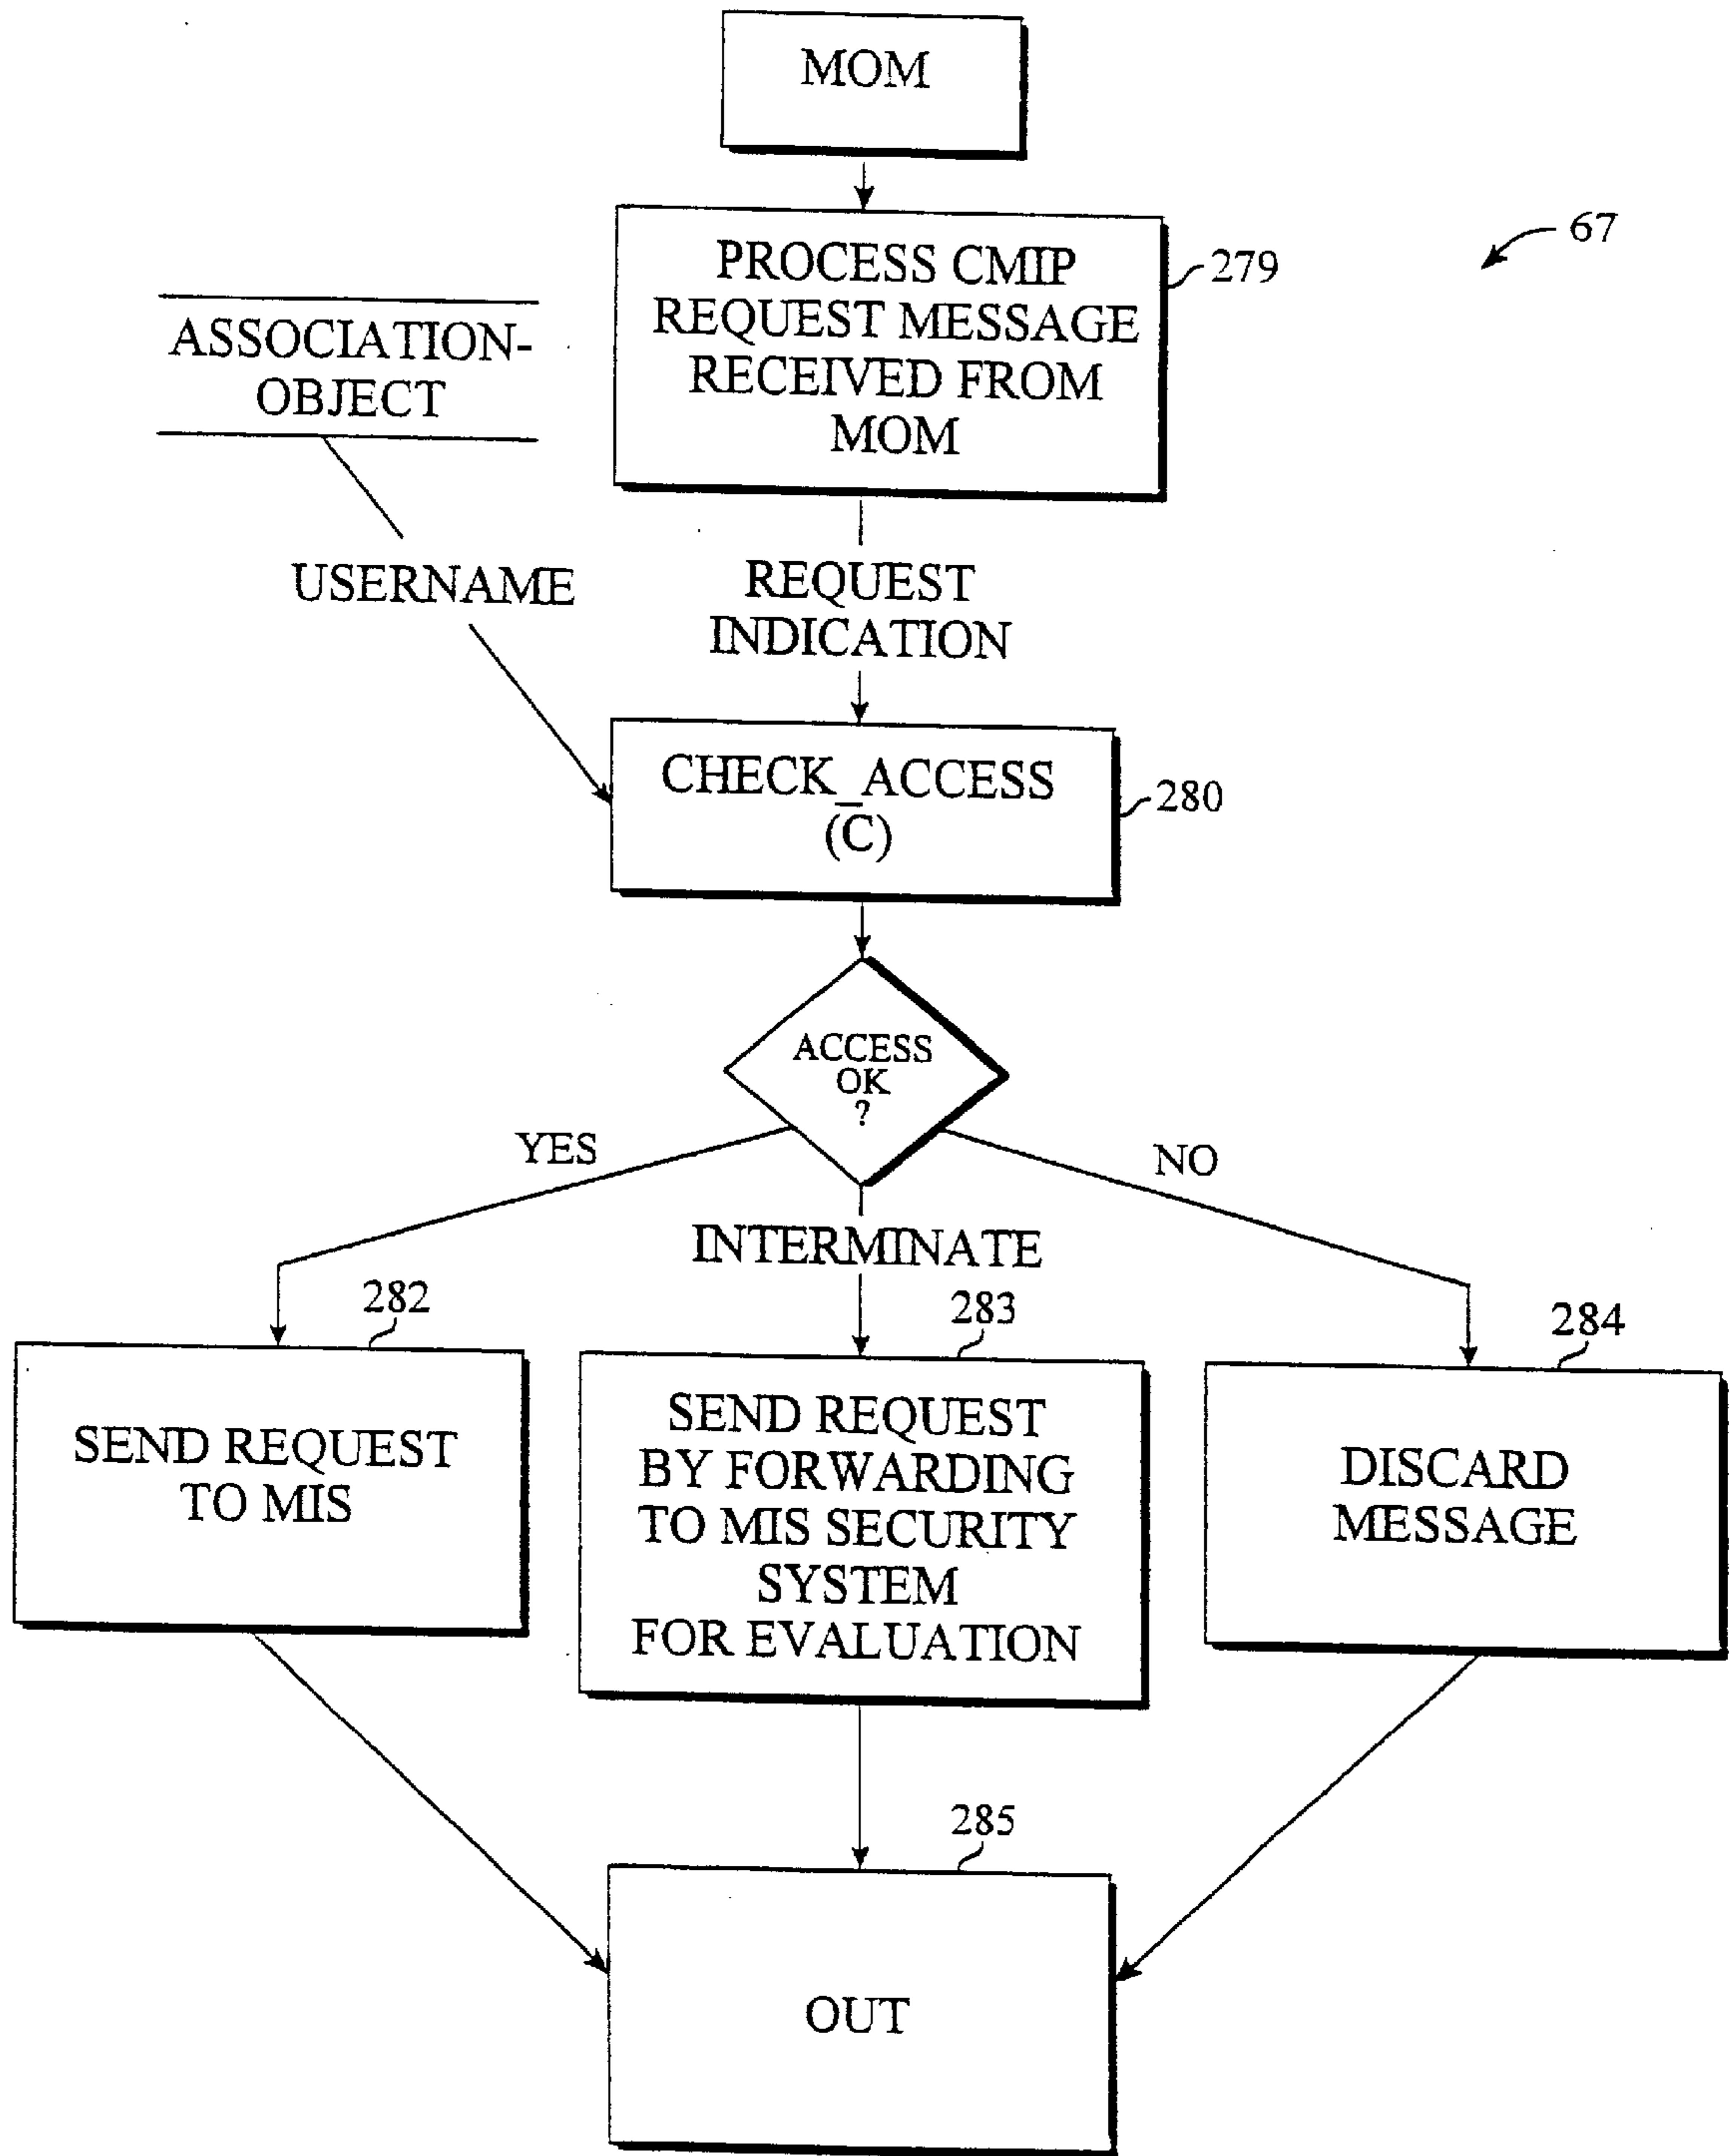 MOM
67
PROCESS CMIP
REQUEST MESSAGE
RECEIVED FROM
MOM
279
ASSOCIATION-
OBJECT
USERNAME
REQUEST
INDICATION
CHECK_ACCESS
(C)
280
ACCESS
OK
?
YES
INTERMINATE
NO
282
SEND REQUEST
TO MIS
283
SEND REQUEST
BY FORWARDING
TO MIS SECURITY
SYSTEM
FOR EVALUATION
284
DISCARD
MESSAGE
285
OUT